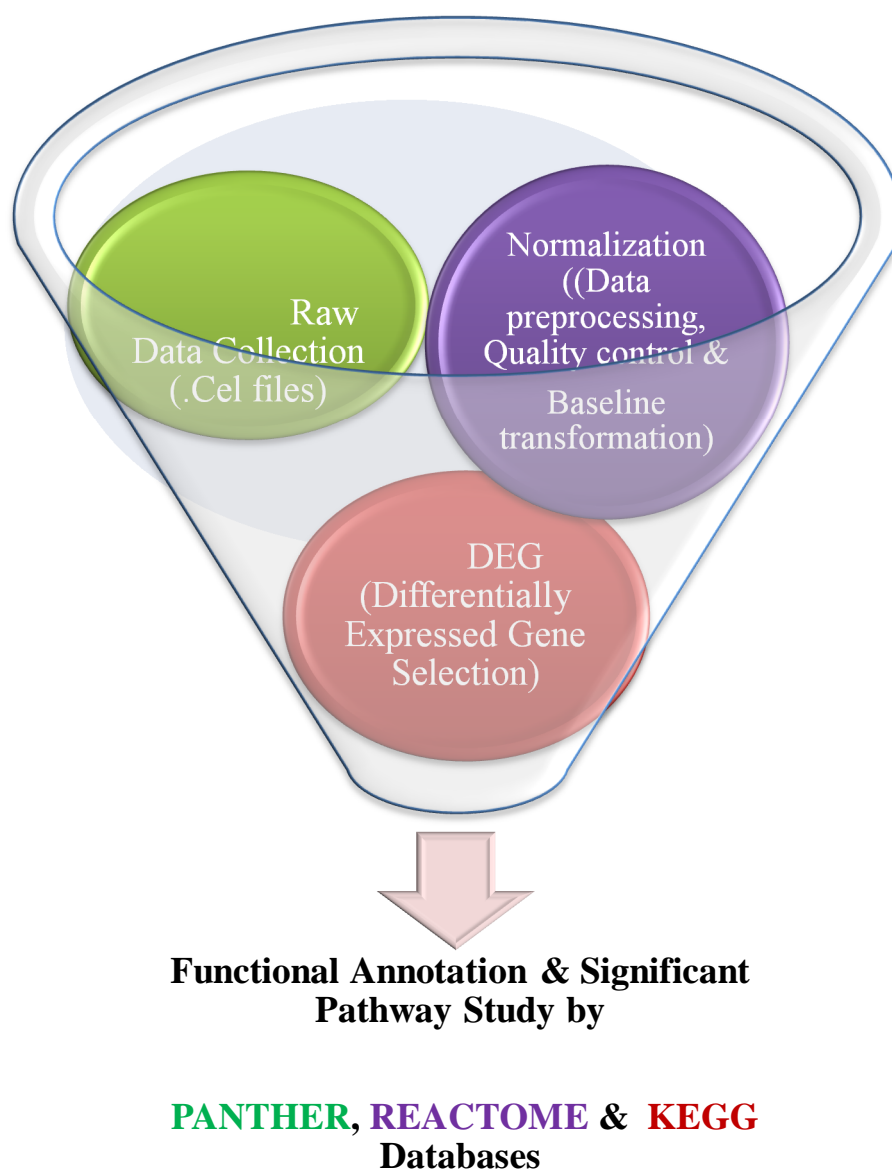 Raw
Data Collection
(.Cel files)
Normalization
((Data
preprocessing,
Quality control &
Baseline
transformation)
DEG
(Differentially
Expressed Gene
Selection)
Functional Annotation & Significant
Pathway Study by
PANTHER, REACTOME & KEGG
Databases